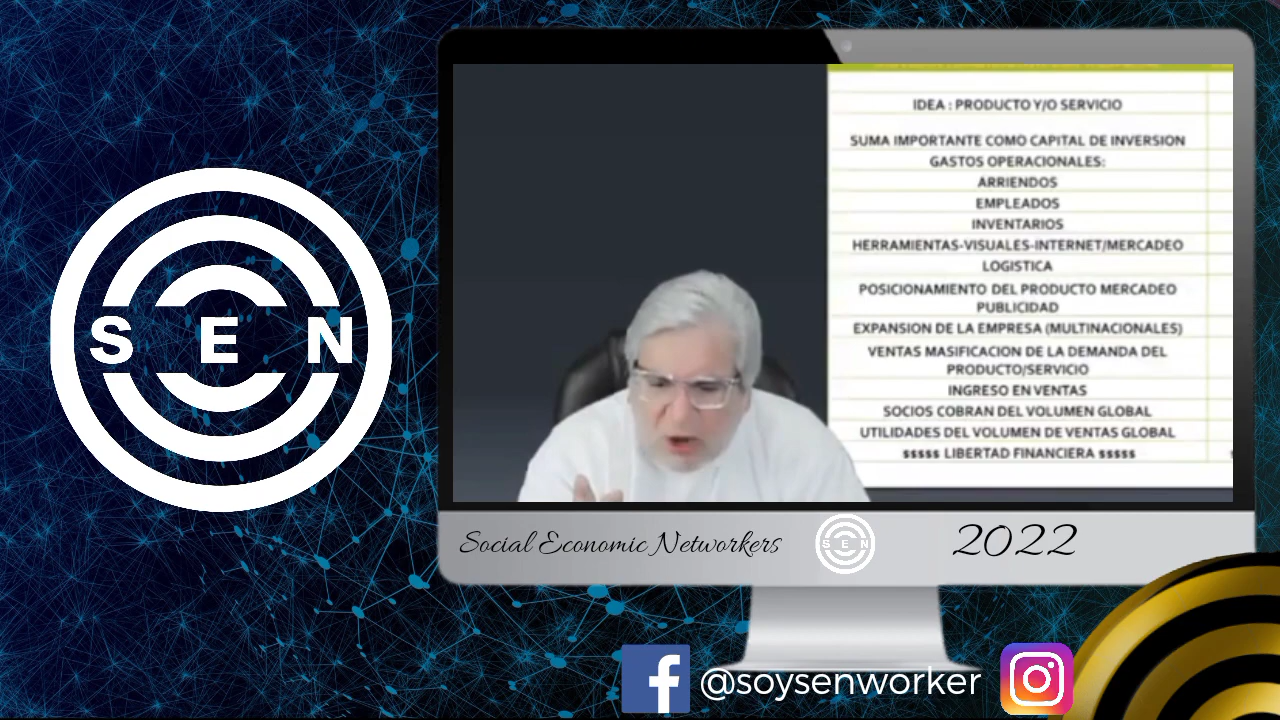 S E N
IDEA : PRODUCTO Y/O SERVICIO
SUMA IMPORTANTE COMO CAPITAL DE INVERSION
GASTOS OPERACIONALES:
ARRIENDOS
EMPLEADOS
INVENTARIOS
HERRAMIENTAS-VISUALES-INTERNET/MERCADEO
LOGISTICA
POSICIONAMIENTO DEL PRODUCTO MERCADEO
PUBLICIDAD
EXPANSION DE LA EMPRESA (MULTINACIONALES)
VENTAS MASIFICACION DE LA DEMANDA DEL
PRODUCTO/SERVICIO
INGRESO EN VENTAS
SOCIOS COBRAN DEL VOLUMEN GLOBAL
UTILIDADES DEL VOLUMEN DE VENTAS GLOBAL
$$$$$ LIBERTAD FINANCIERA $$$$$
Social Economic Networkers
S E N
2022
@soysenworker